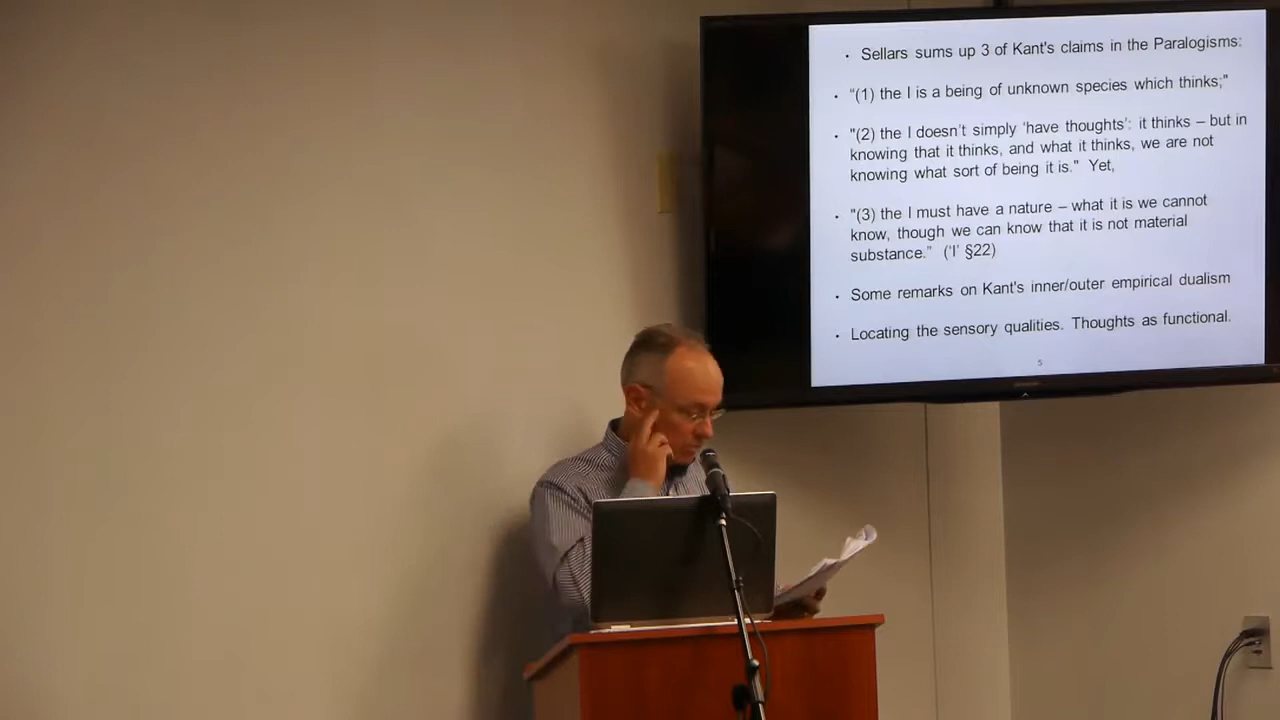 • Sellars sums up 3 of Kant's claims in the Paralogisms:
• "(1) the I is a being of unknown species which thinks;"
• "(2) the I doesn't simply 'have thoughts': it thinks – but in
knowing that it thinks, and what it thinks, we are not
knowing what sort of being it is." Yet,
• "(3) the I must have a nature – what it is we cannot
know, though we can know that it is not material
substance." ('I' §22)
• Some remarks on Kant's inner/outer empirical dualism
• Locating the sensory qualities. Thoughts as functional.
5